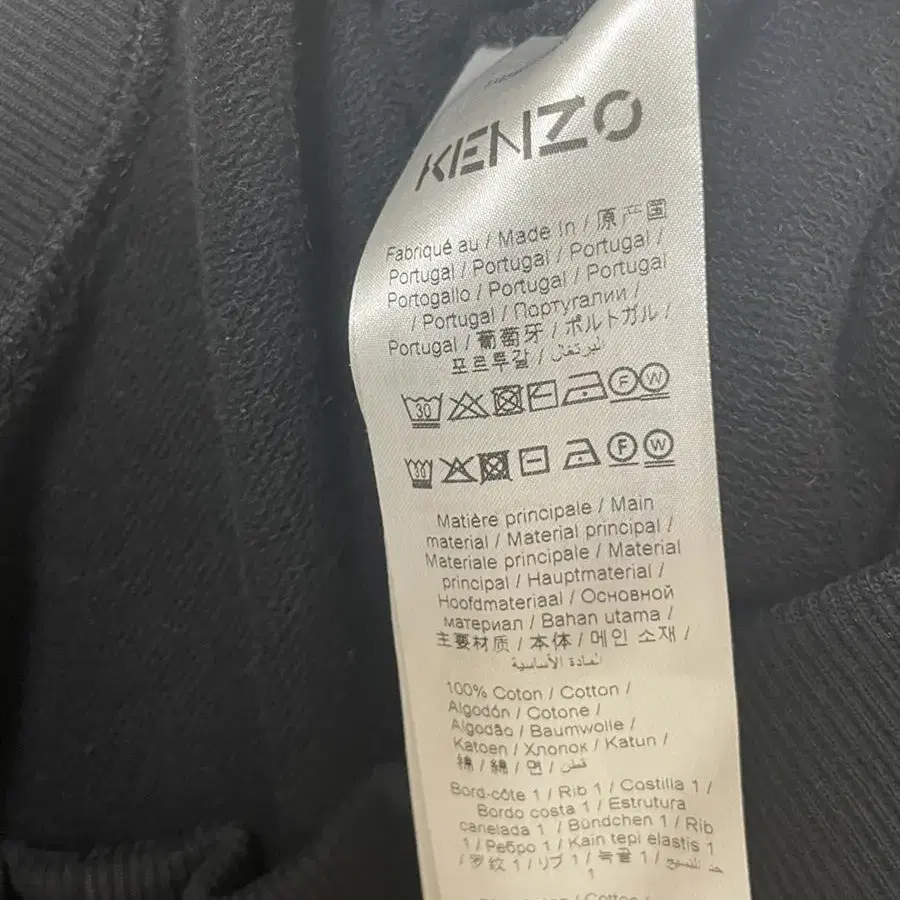 KENZO
Fabriqué au / Made In / 原产国
Portugal / Portugal / Portugal /
Portogallo / Portugal / Portugal
/ Portugal / Португалии /
Portugal / 葡萄牙 / ポルトガル /
포르투갈 / البرتغال
30
F W
30
F W
Matière principale / Main
material / Material principal /
Materiale principale / Material
principal / Hauptmaterial /
Hoofdmateriaal / Основной
материал / Bahan utama /
主要材质 / 本体 / 메인 소재 /
المادة الأساسية
100% Coton / Cotton /
Algodón / Cotone /
Algodão / Baumwolle /
Katoen / Хлопок / Katun /
棉 / 綿 / 면 / قطن
Bord-côte 1 / Rib 1 / Costilla 1 /
Bordo costa 1 / Estrutura
canelada 1 / Bündchen 1 / Rib
1 / Ребро 1 / Kain tepi elastis 1
/ 罗纹 1 / リブ 1 / 늑골 1 /
1